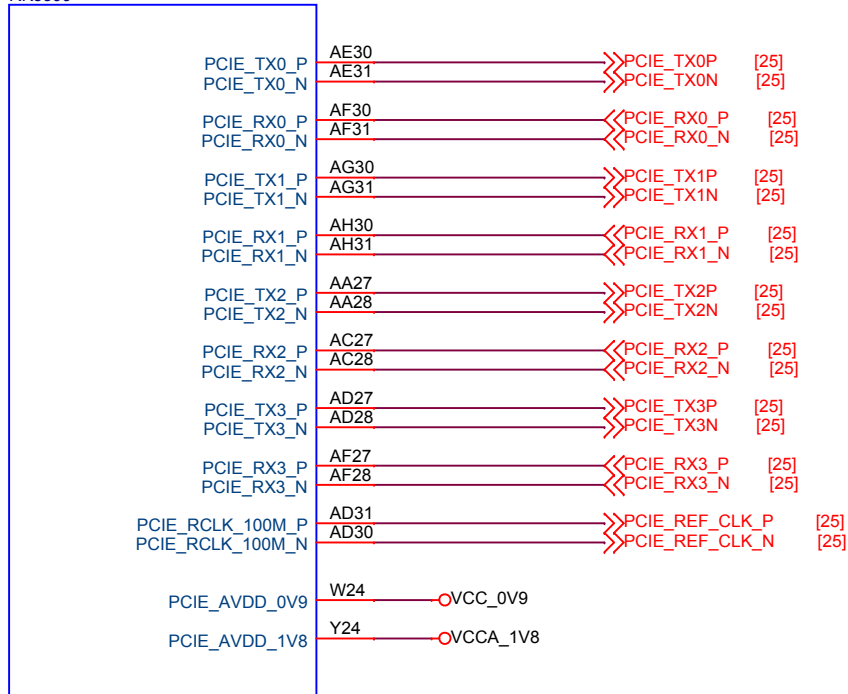 PCIE_TX0_P AE30 PCIE_TX0P [25]
PCIE_TX0_N AE31 PCIE_TX0N [25]
PCIE_RX0_P AF30 PCIE_RX0_P [25]
PCIE_RX0_N AF31 PCIE_RX0_N [25]
PCIE_TX1_P AG30 PCIE_TX1P [25]
PCIE_TX1_N AG31 PCIE_TX1N [25]
PCIE_RX1_P AH30 PCIE_RX1_P [25]
PCIE_RX1_N AH31 PCIE_RX1_N [25]
PCIE_TX2_P AA27 PCIE_TX2P [25]
PCIE_TX2_N AA28 PCIE_TX2N [25]
PCIE_RX2_P AC27 PCIE_RX2_P [25]
PCIE_RX2_N AC28 PCIE_RX2_N [25]
PCIE_TX3_P AD27 PCIE_TX3P [25]
PCIE_TX3_N AD28 PCIE_TX3N [25]
PCIE_RX3_P AF27 PCIE_RX3_P [25]
PCIE_RX3_N AF28 PCIE_RX3_N [25]
PCIE_RCLK_100M_P AD31 PCIE_REF_CLK_P [25]
PCIE_RCLK_100M_N AD30 PCIE_REF_CLK_N [25]
PCIE_AVDD_0V9 W24 VCC_0V9
PCIE_AVDD_1V8 Y24 VCCA_1V8